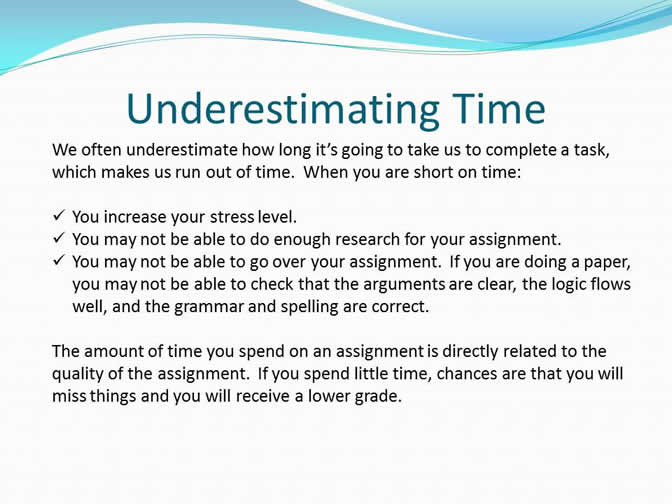 Underestimating Time
We often underestimate how long it's going to take us to complete a task,
which makes us run out of time.  When you are short on time:
✓ You increase your stress level.
✓ You may not be able to do enough research for your assignment.
✓ You may not be able to go over your assignment.  If you are doing a paper,
you may not be able to check that the arguments are clear, the logic flows
well, and the grammar and spelling are correct.
The amount of time you spend on an assignment is directly related to the
quality of the assignment.  If you spend little time, chances are that you will
miss things and you will receive a lower grade.